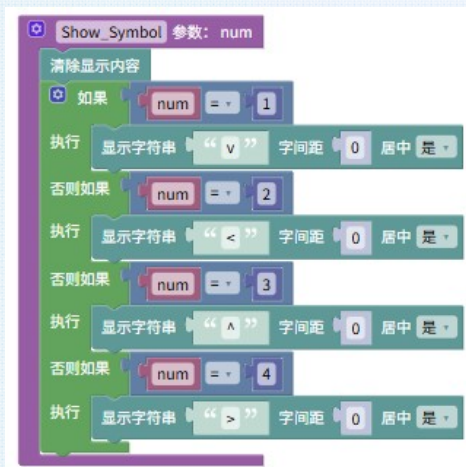 Show_Symbol 参数: num
清除显示内容
如果 num = 1
执行 显示字符串 “ v ” 字间距 0 居中 是
否则如果 num = 2
执行 显示字符串 “ < ” 字间距 0 居中 是
否则如果 num = 3
执行 显示字符串 “ ^ ” 字间距 0 居中 是
否则如果 num = 4
执行 显示字符串 “ > ” 字间距 0 居中 是